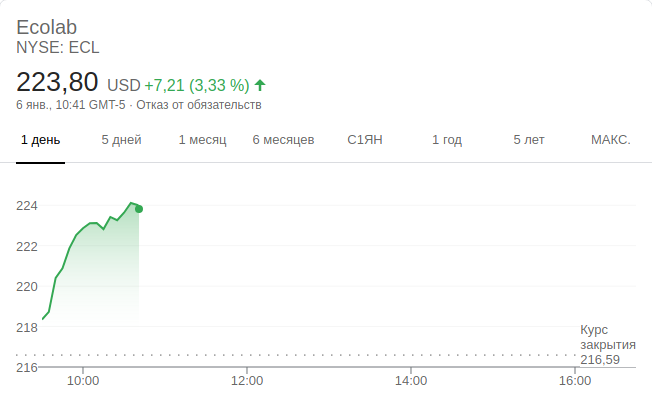 Ecolab
NYSE: ECL
223,80 USD +7,21 (3,33 %)
6 янв., 10:41 GMT-5 · Отказ от обязательств
1 день 5 дней 1 месяц 6 месяцев С1ЯН 1 год 5 лет МАКС.
224
222
220
218
Курс
закрытия
216,59
216
10:00 12:00 14:00 16:00